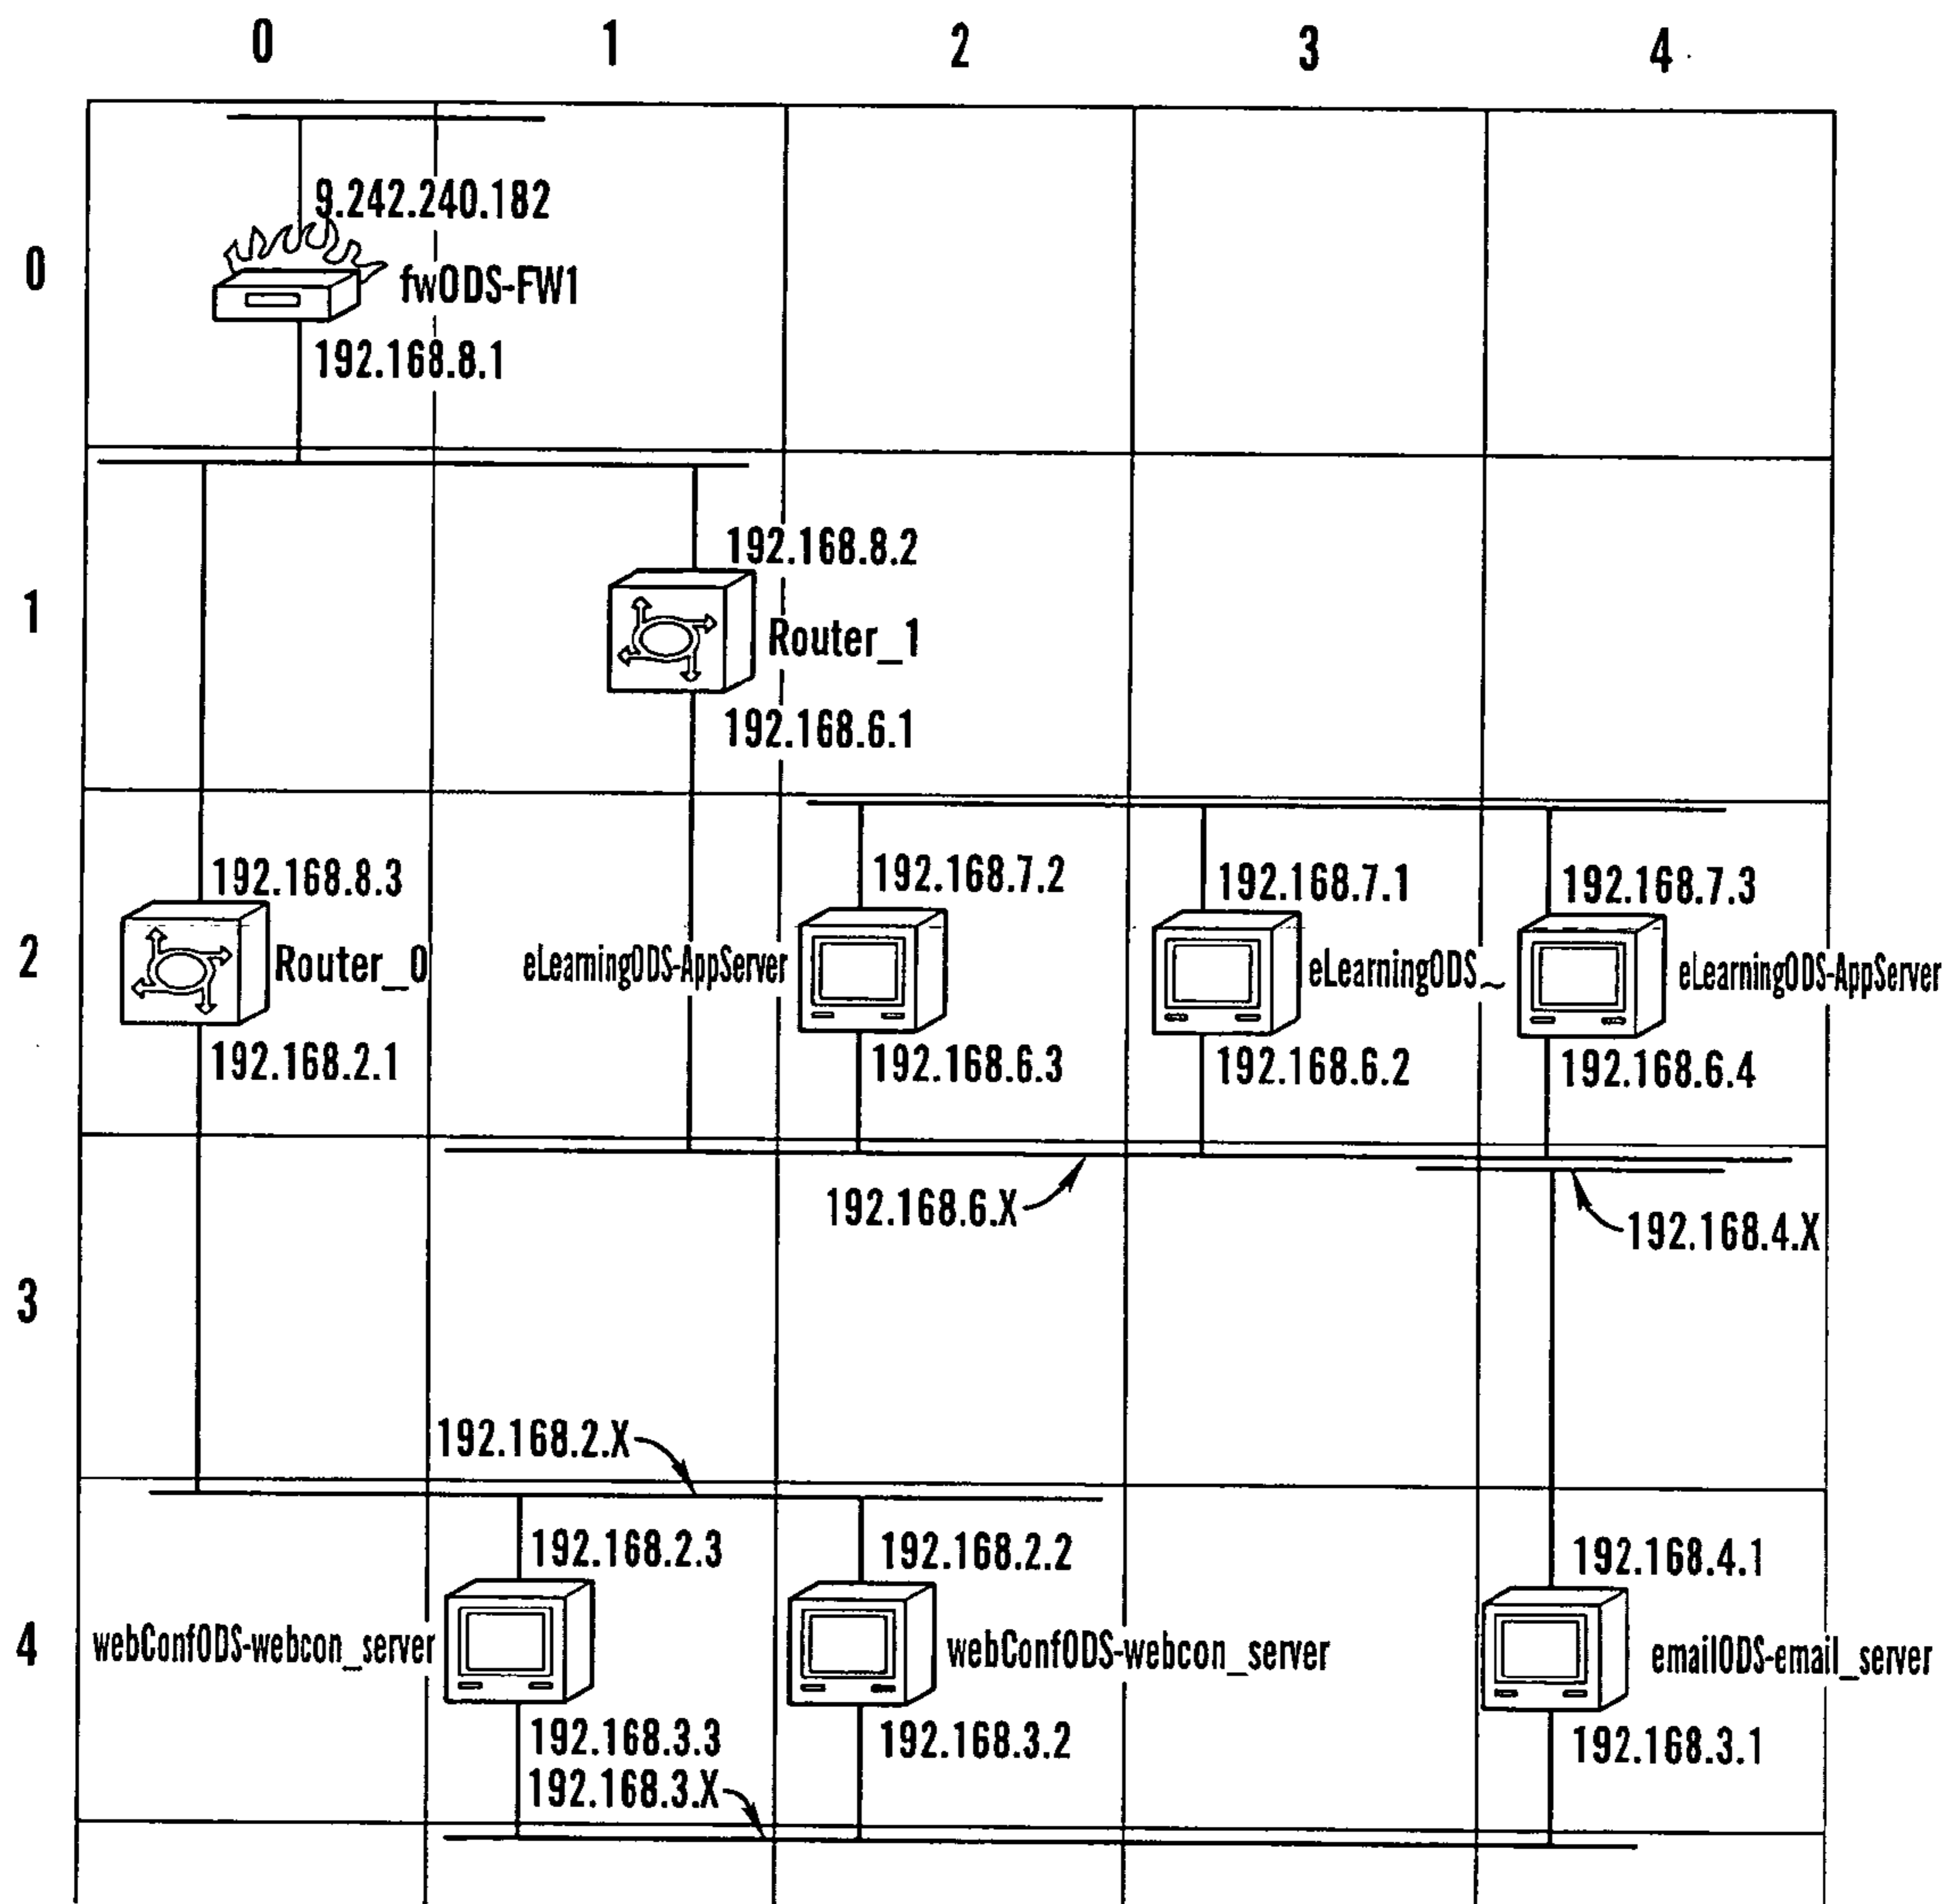 0 1 2 3 4
0
9.242.240.182
fwODS-FW1
192.168.8.1
1
192.168.8.2
Router_1
192.168.6.1
2
192.168.8.3
Router_0
192.168.2.1
192.168.7.2
eLearningODS-AppServer
192.168.6.3
192.168.7.1
eLearningODS~
192.168.6.2
192.168.7.3
eLearningODS-AppServer
192.168.6.4
3
192.168.6.X
192.168.4.X
192.168.2.X
4
192.168.2.3
webConfODS-webcon_server
192.168.3.3
192.168.3.X
192.168.2.2
webConfODS-webcon_server
192.168.3.2
192.168.4.1
emailODS-email_server
192.168.3.1